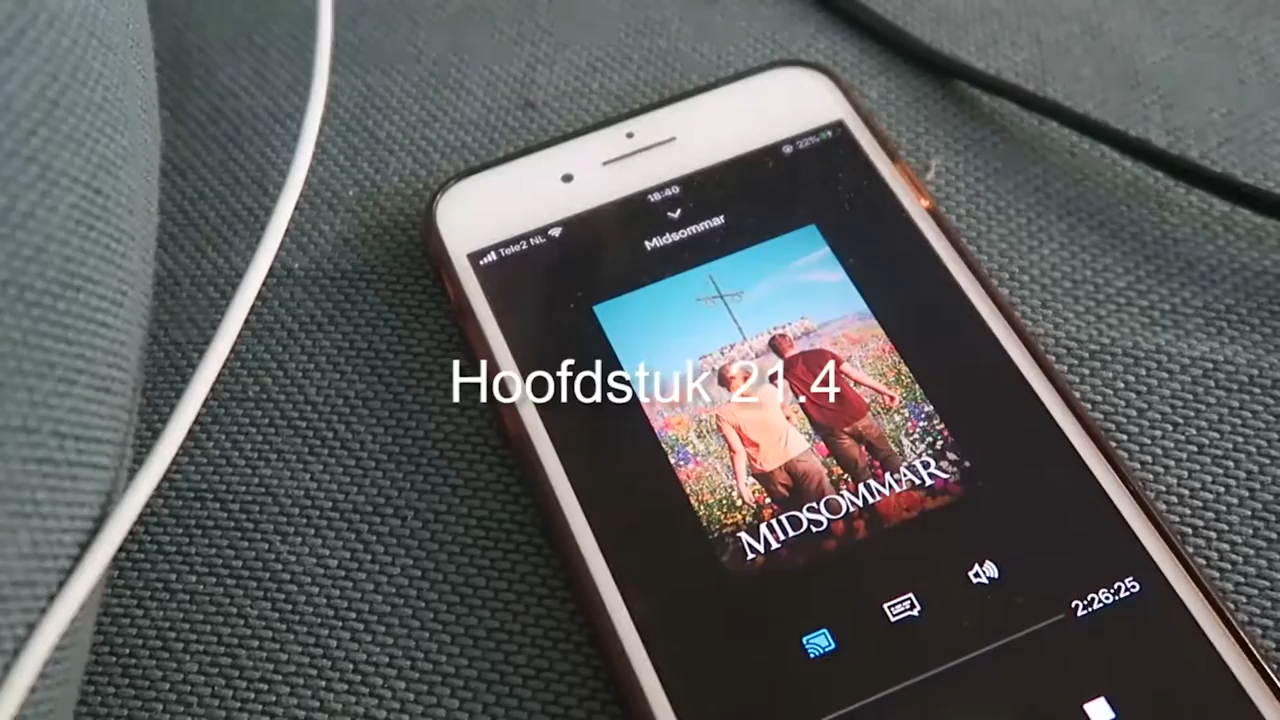 22%
18:40
Tele2 NL
Midsommar
Hoofdstuk 21.4
MIDSOMMAR
2:26:25